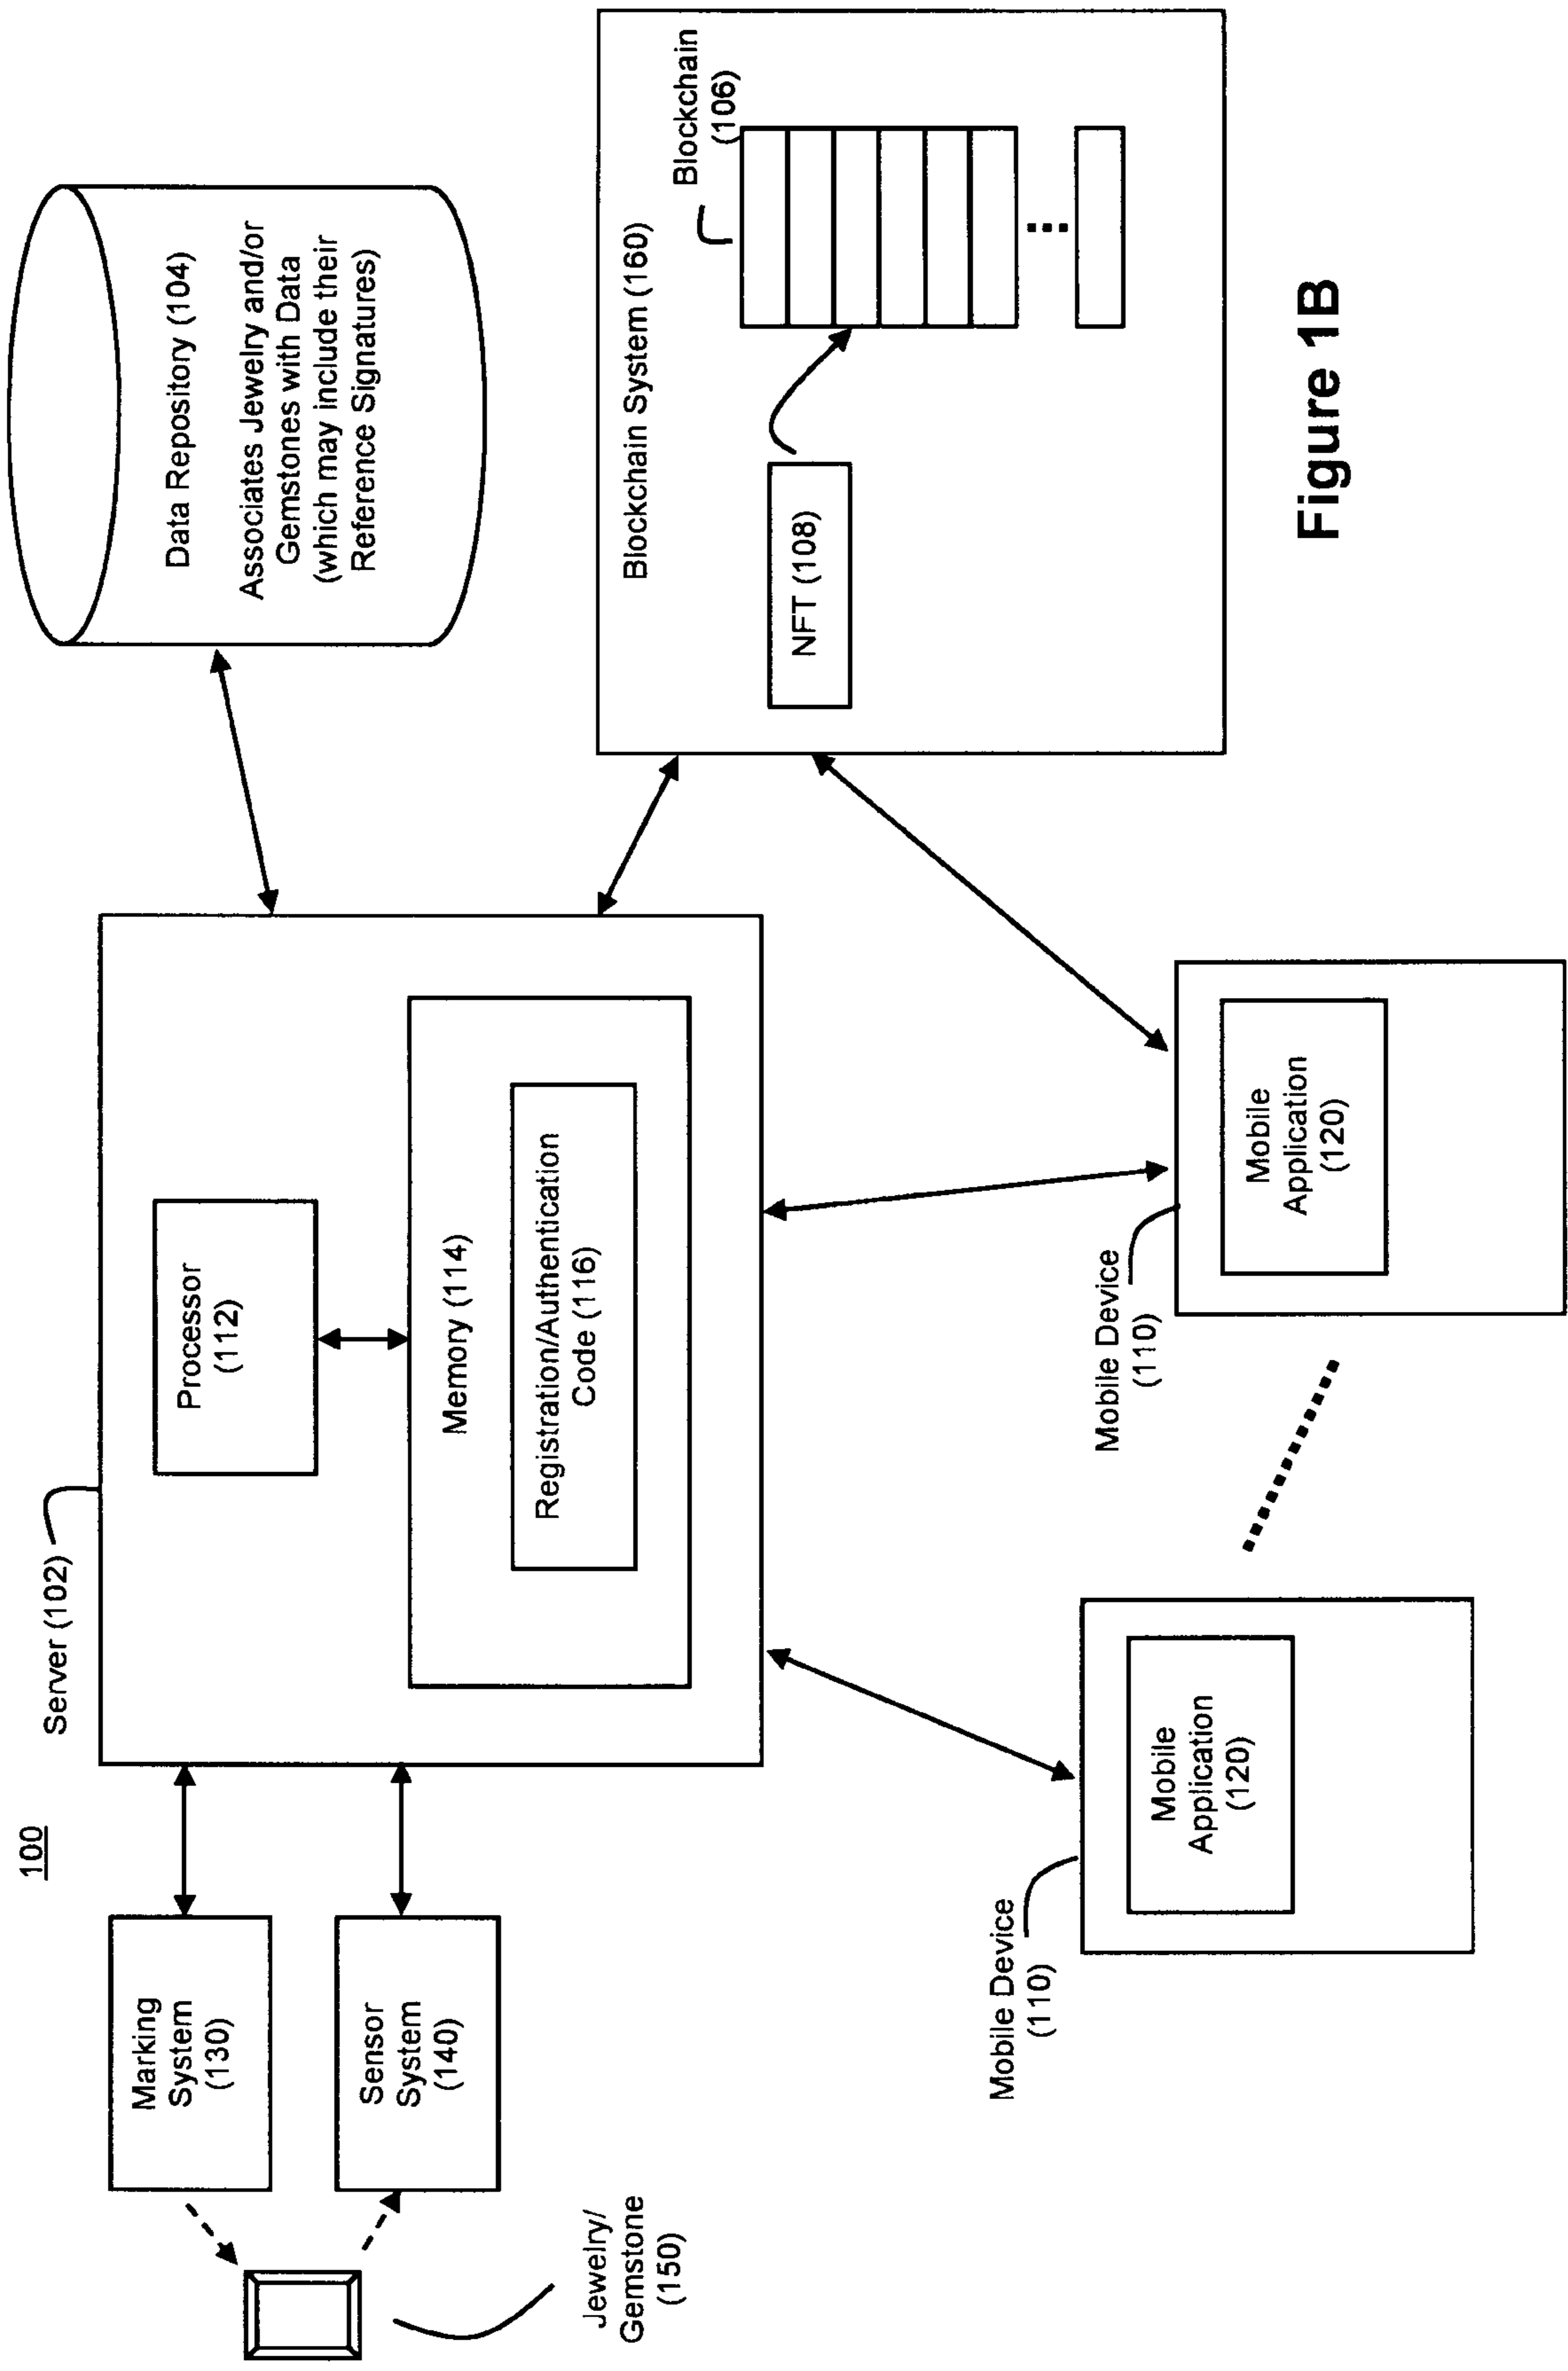 100
Server (102)
Data Repository (104)
Associates Jewelry and/or
Gemstones with Data
(which may include their
Reference Signatures)
Marking
System
(130)
Sensor
System
(140)
Jewelry/
Gemstone
(150)
Processor
(112)
Memory (114)
Registration/Authentication
Code (116)
Blockchain System (160)
Blockchain
(106)
NFT (108)
Mobile Device
(110)
Mobile
Application
(120)
Mobile Device
(110)
Mobile
Application
(120)
Figure 1B